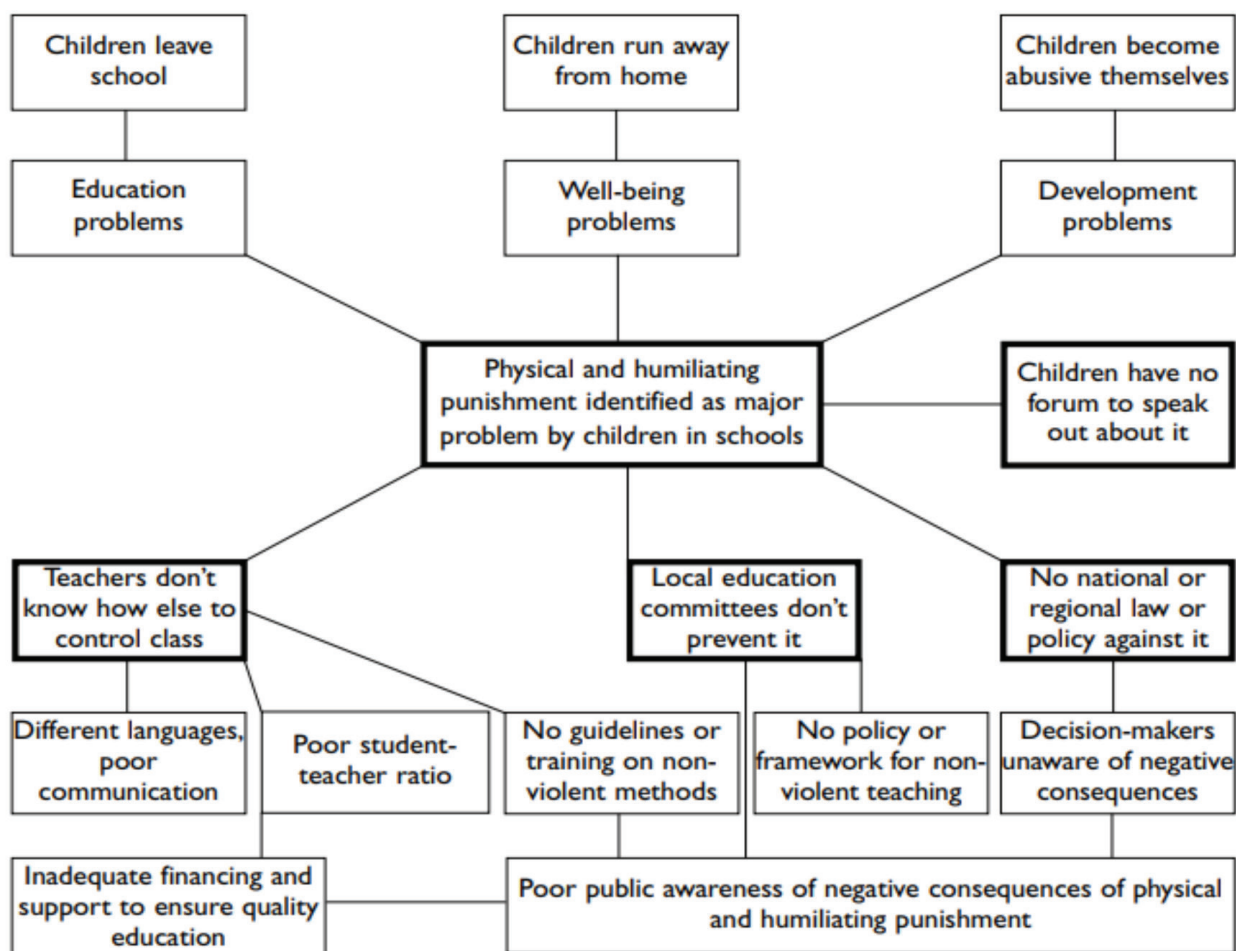 Children leave
school
Children run away
from home
Children become
abusive themselves
Education
problems
Well-being
problems
Development
problems
Physical and humiliating
punishment identified as major
problem by children in schools
Children have no
forum to speak
out about it
Teachers don't
know how else to
control class
Local education
committees don't
prevent it
No national or
regional law or
policy against it
Different languages,
poor
communication
Poor student-
teacher ratio
No guidelines or
training on non-
violent methods
No policy or
framework for non-
violent teaching
Decision-makers
unaware of negative
consequences
Inadequate financing and
support to ensure quality
education
Poor public awareness of negative consequences of physical
and humiliating punishment